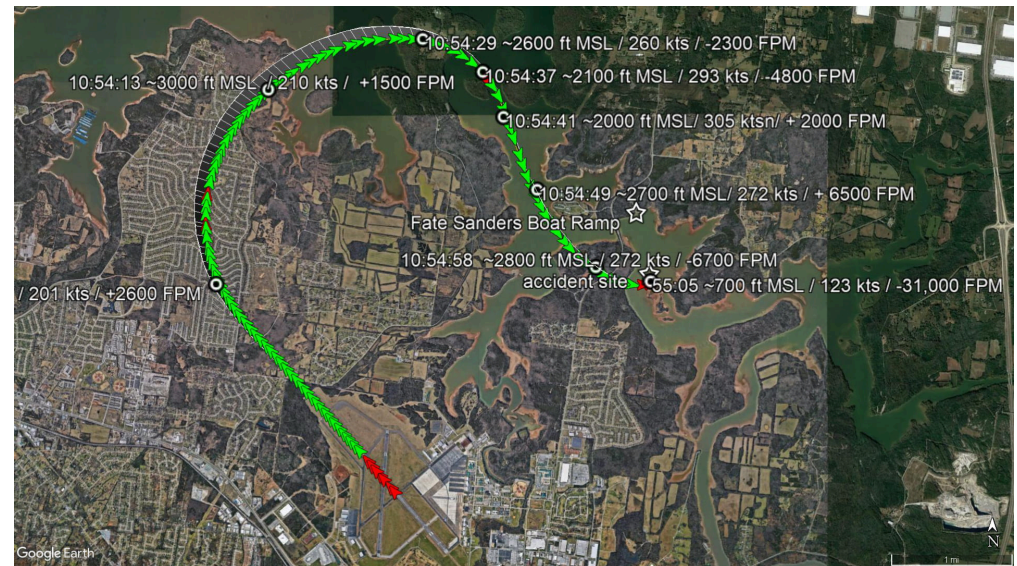 10:54:29 ~2600 ft MSL / 260 kts / -2300 FPM
10:54:13 ~3000 ft MSL / 210 kts / +1500 FPM
10:54:37 ~2100 ft MSL / 293 kts / -4800 FPM
10:54:41 ~2000 ft MSL/ 305 ktsn/ + 2000 FPM
10:54:49 ~2700 ft MSL/ 272 kts / + 6500 FPM
Fate Sanders Boat Ramp
10:54:58 ~2800 ft MSL / 272 kts / -6700 FPM
accident site
55:05 ~700 ft MSL / 123 kts / -31,000 FPM
/ 201 kts / +2600 FPM
Google Earth
N
1 mi